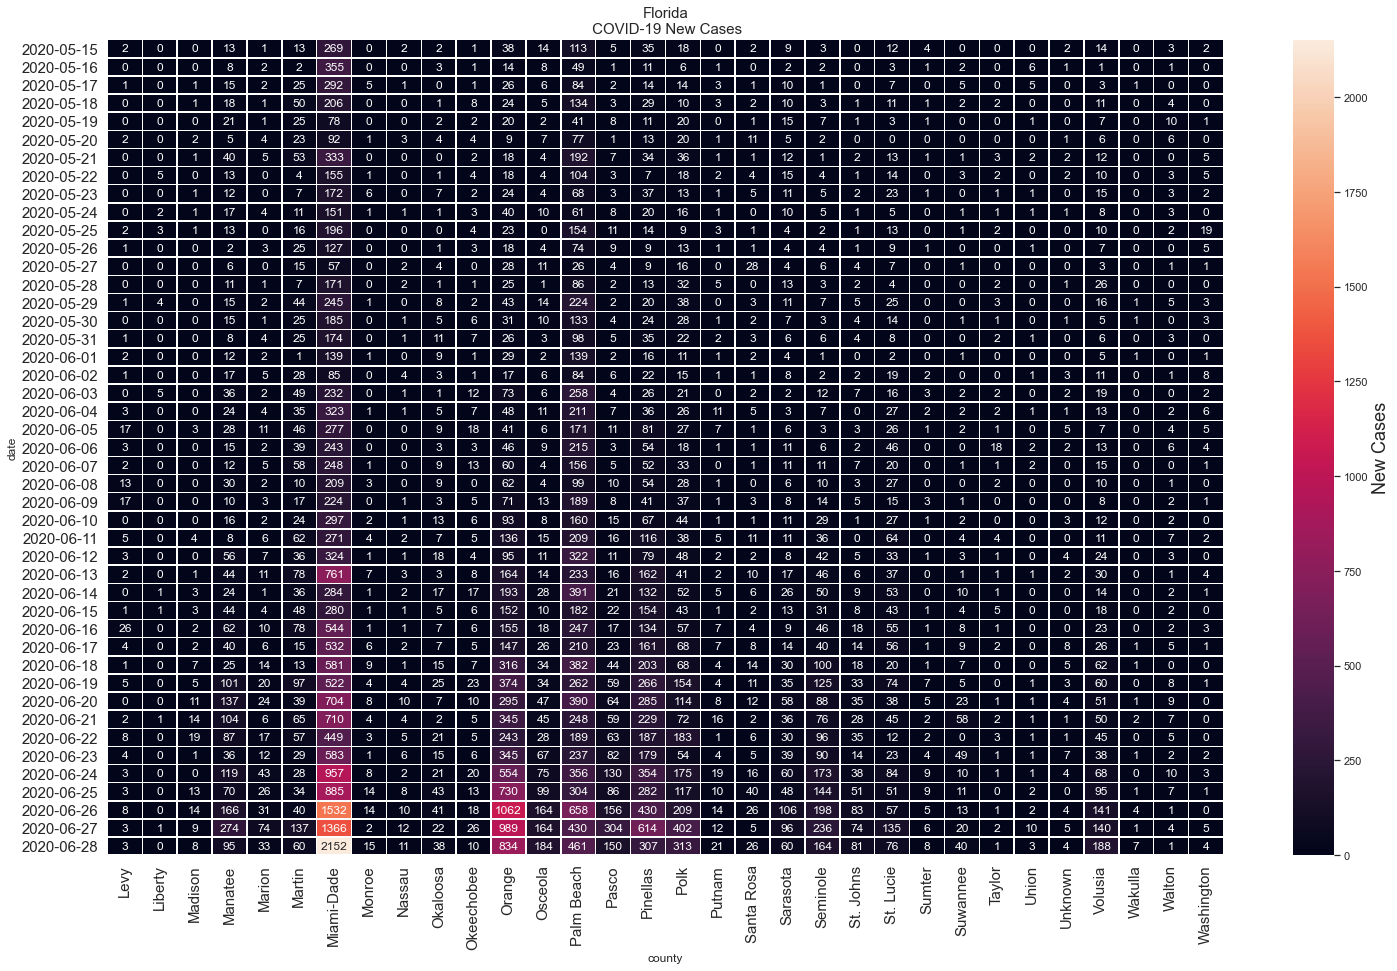 Florida
COVID-19 New Cases
2020-05-15 2 0 0 13 1 13 269 0 2 2 1 38 14 113 5 35 18 0 2 9 3 0 12 4 0 0 0 2 14 0 3 2
2020-05-16 0 0 0 8 2 2 355 0 0 3 1 14 8 49 1 11 6 1 0 2 2 0 3 1 2 0 6 1 1 0 1 0
2020-05-17 1 0 1 15 2 25 292 5 1 0 1 26 6 84 2 14 14 3 1 10 1 0 7 0 5 0 5 0 3 1 0 0
2020-05-18 0 0 1 18 1 50 206 0 0 1 8 24 5 134 3 29 10 3 2 10 3 1 11 1 2 2 0 0 11 0 4 0
2020-05-19 0 0 0 21 1 25 78 0 0 2 2 20 2 41 8 11 20 0 1 15 7 1 3 1 0 0 1 0 7 0 10 1
2020-05-20 2 0 2 5 4 23 92 1 3 4 4 9 7 77 1 13 20 1 11 5 2 0 0 0 0 0 0 1 6 0 6 0
2020-05-21 0 0 1 40 5 53 333 0 0 0 2 18 4 192 7 34 36 1 1 12 1 2 13 1 1 3 2 2 12 0 0 5
2020-05-22 0 5 0 13 0 4 155 1 0 1 4 18 4 104 3 7 18 2 4 15 4 1 14 0 3 2 0 2 10 0 3 5
2020-05-23 0 0 1 12 0 7 172 6 0 7 2 24 4 68 3 37 13 1 5 11 5 2 23 1 0 1 1 0 15 0 3 2
2020-05-24 0 2 1 17 4 11 151 1 1 1 3 40 10 61 8 20 16 1 0 10 5 1 5 0 1 1 1 1 8 0 3 0
2020-05-25 2 3 1 13 0 16 196 0 0 0 4 23 0 154 11 14 9 3 1 4 2 1 13 0 1 2 0 0 10 0 2 19
2020-05-26 1 0 0 2 3 25 127 0 0 1 3 18 4 74 9 9 13 1 1 4 4 1 9 1 0 0 1 0 7 0 0 5
2020-05-27 0 0 0 6 0 15 57 0 2 4 0 28 11 26 4 9 16 0 28 4 6 4 7 0 1 0 0 0 3 0 1 1
2020-05-28 0 0 0 11 1 7 171 0 2 1 1 25 1 86 2 13 32 5 0 13 3 2 4 0 0 2 0 1 26 0 0 0
2020-05-29 1 4 0 15 2 44 245 1 0 8 2 43 14 224 2 20 38 0 3 11 7 5 25 0 0 3 0 0 16 1 5 3
2020-05-30 0 0 0 15 1 25 185 0 1 5 6 31 10 133 4 24 28 1 2 7 3 4 14 0 1 1 0 1 5 1 0 3
2020-05-31 1 0 0 8 4 25 174 0 1 11 7 26 3 98 5 35 22 2 3 6 6 4 8 0 0 2 1 0 6 0 3 0
2020-06-01 2 0 0 12 2 1 139 1 0 9 1 29 2 139 2 16 11 1 2 4 1 0 2 0 1 0 0 0 5 1 0 1
2020-06-02 1 0 0 17 5 28 85 0 4 3 1 17 6 84 6 22 15 1 1 8 2 2 19 2 0 0 1 3 11 0 1 8
2020-06-03 0 5 0 36 2 49 232 0 1 1 12 73 6 258 4 26 21 0 2 2 12 7 16 3 2 2 0 2 19 0 0 2
2020-06-04 3 0 0 24 4 35 323 1 1 5 7 48 11 211 7 36 26 11 5 3 7 0 27 2 2 2 1 1 13 0 2 6
2020-06-05 17 0 3 28 11 46 277 0 0 9 18 41 6 171 11 81 27 7 1 6 3 3 26 1 2 1 0 5 7 0 4 5
2020-06-06 3 0 0 15 2 39 243 0 0 3 3 46 9 215 3 54 18 1 1 11 6 2 46 0 0 18 2 2 13 0 6 4
2020-06-07 2 0 0 12 5 58 248 1 0 9 13 60 4 156 5 52 33 0 1 11 11 7 20 0 1 1 2 0 15 0 0 1
2020-06-08 13 0 0 30 2 10 209 3 0 9 0 62 4 99 10 54 28 1 0 6 10 3 27 0 0 2 0 0 10 0 1 0
2020-06-09 17 0 0 10 3 17 224 0 1 3 5 71 13 189 8 41 37 1 3 8 14 5 15 3 1 0 0 0 8 0 2 1
2020-06-10 0 0 0 16 2 24 297 2 1 13 6 93 8 160 15 67 44 1 1 11 29 1 27 1 2 0 0 3 12 0 2 0
2020-06-11 5 0 4 8 6 62 271 4 2 7 5 136 15 209 16 116 38 5 11 11 36 0 64 0 4 4 0 0 11 0 7 2
2020-06-12 3 0 0 56 7 36 324 1 1 18 4 95 11 322 11 79 48 2 2 8 42 5 33 1 3 1 0 4 24 0 3 0
2020-06-13 2 0 1 44 11 78 761 7 3 3 8 164 14 233 16 162 41 2 10 17 46 6 37 0 1 1 1 2 30 0 1 4
2020-06-14 0 1 3 24 1 36 284 1 2 17 17 193 28 391 21 132 52 5 6 26 50 9 53 0 10 1 0 0 14 0 2 1
2020-06-15 1 1 3 44 4 48 280 1 1 5 6 152 10 182 22 154 43 1 2 13 31 8 43 1 4 5 0 0 18 0 2 0
2020-06-16 26 0 2 62 10 78 544 1 1 7 6 155 18 247 17 134 57 7 4 9 46 18 55 1 8 1 0 0 23 0 2 3
2020-06-17 4 0 2 40 6 15 532 6 2 7 5 147 26 210 23 161 68 7 8 14 40 14 56 1 9 2 0 8 26 1 5 1
2020-06-18 1 0 7 25 14 13 581 9 1 15 7 316 34 382 44 203 68 4 14 30 100 18 20 1 7 0 0 5 62 1 0 0
2020-06-19 5 0 5 101 20 97 522 4 4 25 23 374 34 262 59 266 154 4 11 35 125 33 74 7 5 0 1 3 60 0 8 1
2020-06-20 0 0 11 137 24 39 704 8 10 7 10 295 47 390 64 285 114 8 12 58 88 35 38 5 23 1 1 4 51 1 9 0
2020-06-21 2 1 14 104 6 65 710 4 4 2 5 345 45 248 59 229 72 16 2 36 76 28 45 2 58 2 0 1 50 2 7 0
2020-06-22 8 0 19 87 17 57 449 3 5 21 5 243 28 189 63 187 183 1 6 30 96 35 12 2 0 3 1 1 45 0 5 0
2020-06-23 4 0 1 36 12 29 583 1 6 15 6 345 67 237 82 179 54 4 5 39 90 14 23 4 49 1 1 7 38 1 2 2
2020-06-24 3 0 0 119 43 28 957 8 2 21 20 554 75 356 130 354 175 19 16 60 173 38 84 9 10 1 1 4 68 0 10 3
2020-06-25 3 0 13 70 26 34 885 14 8 43 13 730 99 304 86 282 117 10 40 48 144 51 51 9 11 0 2 0 95 1 7 1
2020-06-26 8 0 14 166 31 40 1532 14 10 41 18 1062 164 658 156 430 209 14 26 106 198 83 57 5 13 1 2 4 141 4 1 0
2020-06-27 3 1 9 274 74 137 1366 2 12 22 26 989 164 430 304 614 402 12 5 96 236 74 135 6 20 2 10 5 140 1 4 5
2020-06-28 3 0 8 95 33 60 2152 15 11 38 10 834 184 461 150 307 313 21 26 60 164 81 76 8 40 1 3 4 188 7 1 4
date
Levy Liberty Madison Manatee Marion Martin Miami-Dade Monroe Nassau Okaloosa Okeechobee Orange Osceola Palm Beach Pasco Pinellas Polk Putnam Santa Rosa Sarasota Seminole St. Johns St. Lucie Sumter Suwannee Taylor Union Unknown Volusia Wakulla Walton Washington
county
2000
1750
1500
1250
1000
750
500
250
0
New Cases